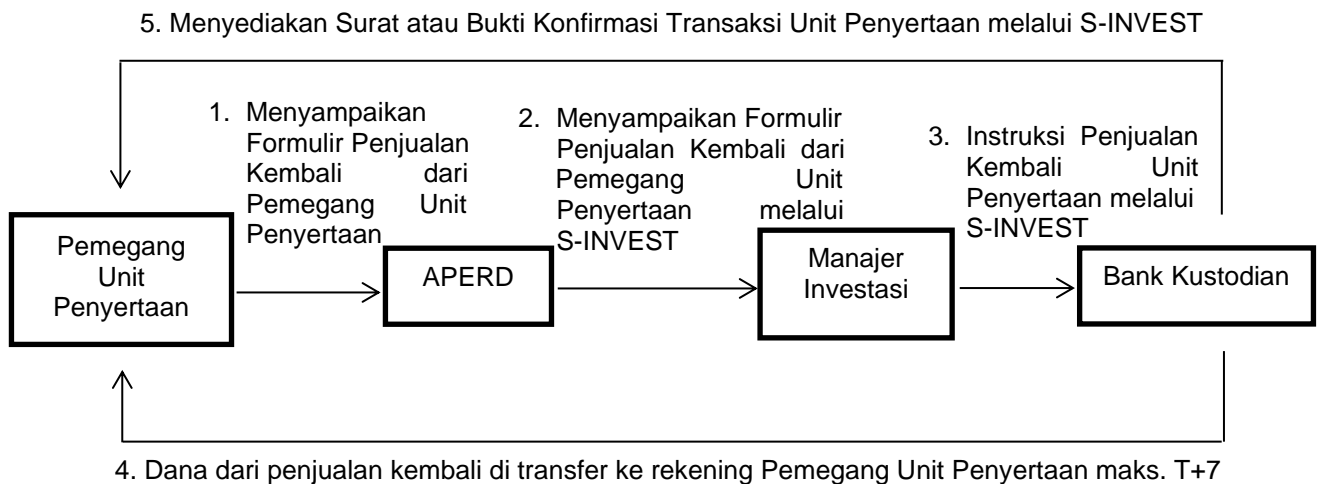 5. Menyediakan Surat atau Bukti Konfirmasi Transaksi Unit Penyertaan melalui S-INVEST
1. Menyampaikan
Formulir Penjualan
Kembali dari
Pemegang Unit
Penyertaan
2. Menyampaikan Formulir
Penjualan Kembali dari
Pemegang Unit
Penyertaan melalui
S-INVEST
3. Instruksi Penjualan
Kembali Unit
Penyertaan melalui
S-INVEST
Pemegang
Unit
Penyertaan
APERD
Manajer
Investasi
Bank Kustodian
4. Dana dari penjualan kembali di transfer ke rekening Pemegang Unit Penyertaan maks. T+7